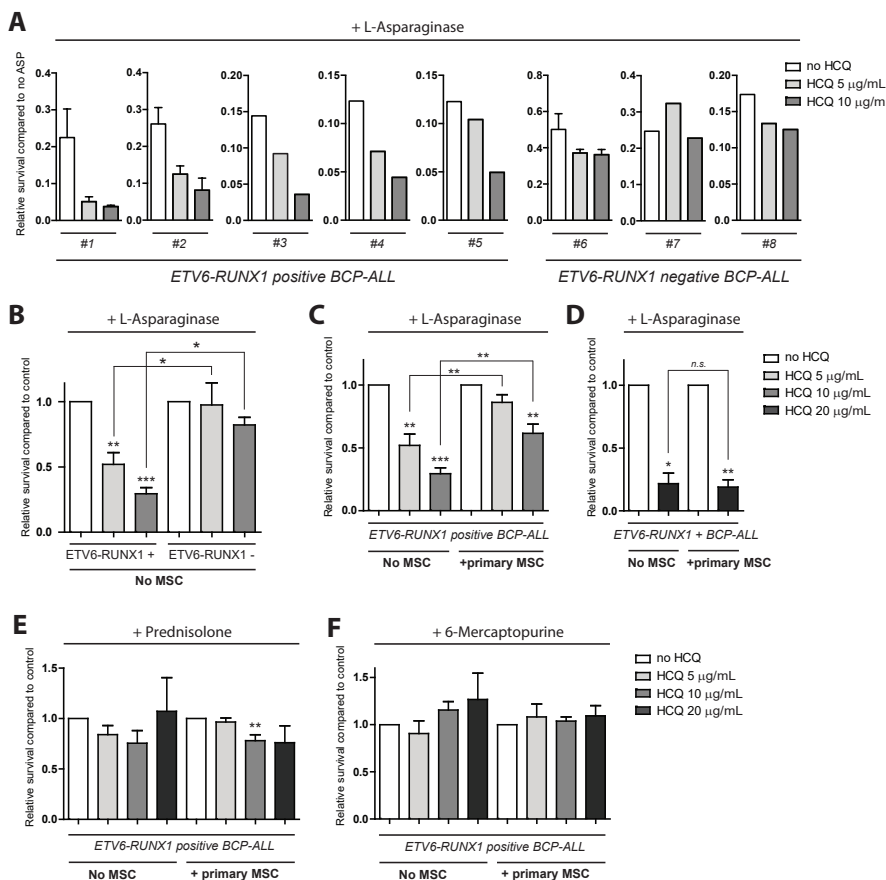 A
+ L-Asparaginase
Relative survival compared to no ASP
0.4
0.3
0.2
0.1
0.0
#1
0.4
0.3
0.2
0.1
0.0
#2
0.20
0.15
0.10
0.05
0.00
#3
0.15
0.10
0.05
0.00
#4
0.15
0.10
0.05
0.00
#5
0.8
0.6
0.4
0.2
0.0
#6
0.4
0.3
0.2
0.1
0.0
#7
0.20
0.15
0.10
0.05
0.00
#8
no HCQ
HCQ 5 μg/mL
HCQ 10 μg/m
ETV6-RUNX1 positive BCP-ALL
ETV6-RUNX1 negative BCP-ALL
B
+ L-Asparaginase
Relative survival compared to control
1.0
0.5
0.0
*
*
**
***
ETV6-RUNX1 +
ETV6-RUNX1 -
No MSC
C
+ L-Asparaginase
Relative survival compared to control
1.0
0.5
0.0
**
**
**
***
**
ETV6-RUNX1 positive BCP-ALL
No MSC
+primary MSC
D
+ L-Asparaginase
Relative survival compared to control
1.0
0.5
0.0
n.s.
*
**
ETV6-RUNX1 + BCP-ALL
No MSC
+primary MSC
no HCQ
HCQ 5 μg/mL
HCQ 10 μg/mL
HCQ 20 μg/mL
E
+ Prednisolone
Relative survival compared to control
1.5
1.0
0.5
0.0
**
ETV6-RUNX1 positive BCP-ALL
No MSC
+ primary MSC
F
+ 6-Mercaptopurine
Relative survival compared to control
1.5
1.0
0.5
0.0
ETV6-RUNX1 positive BCP-ALL
No MSC
+ primary MSC
no HCQ
HCQ 5 μg/mL
HCQ 10 μg/mL
HCQ 20 μg/mL